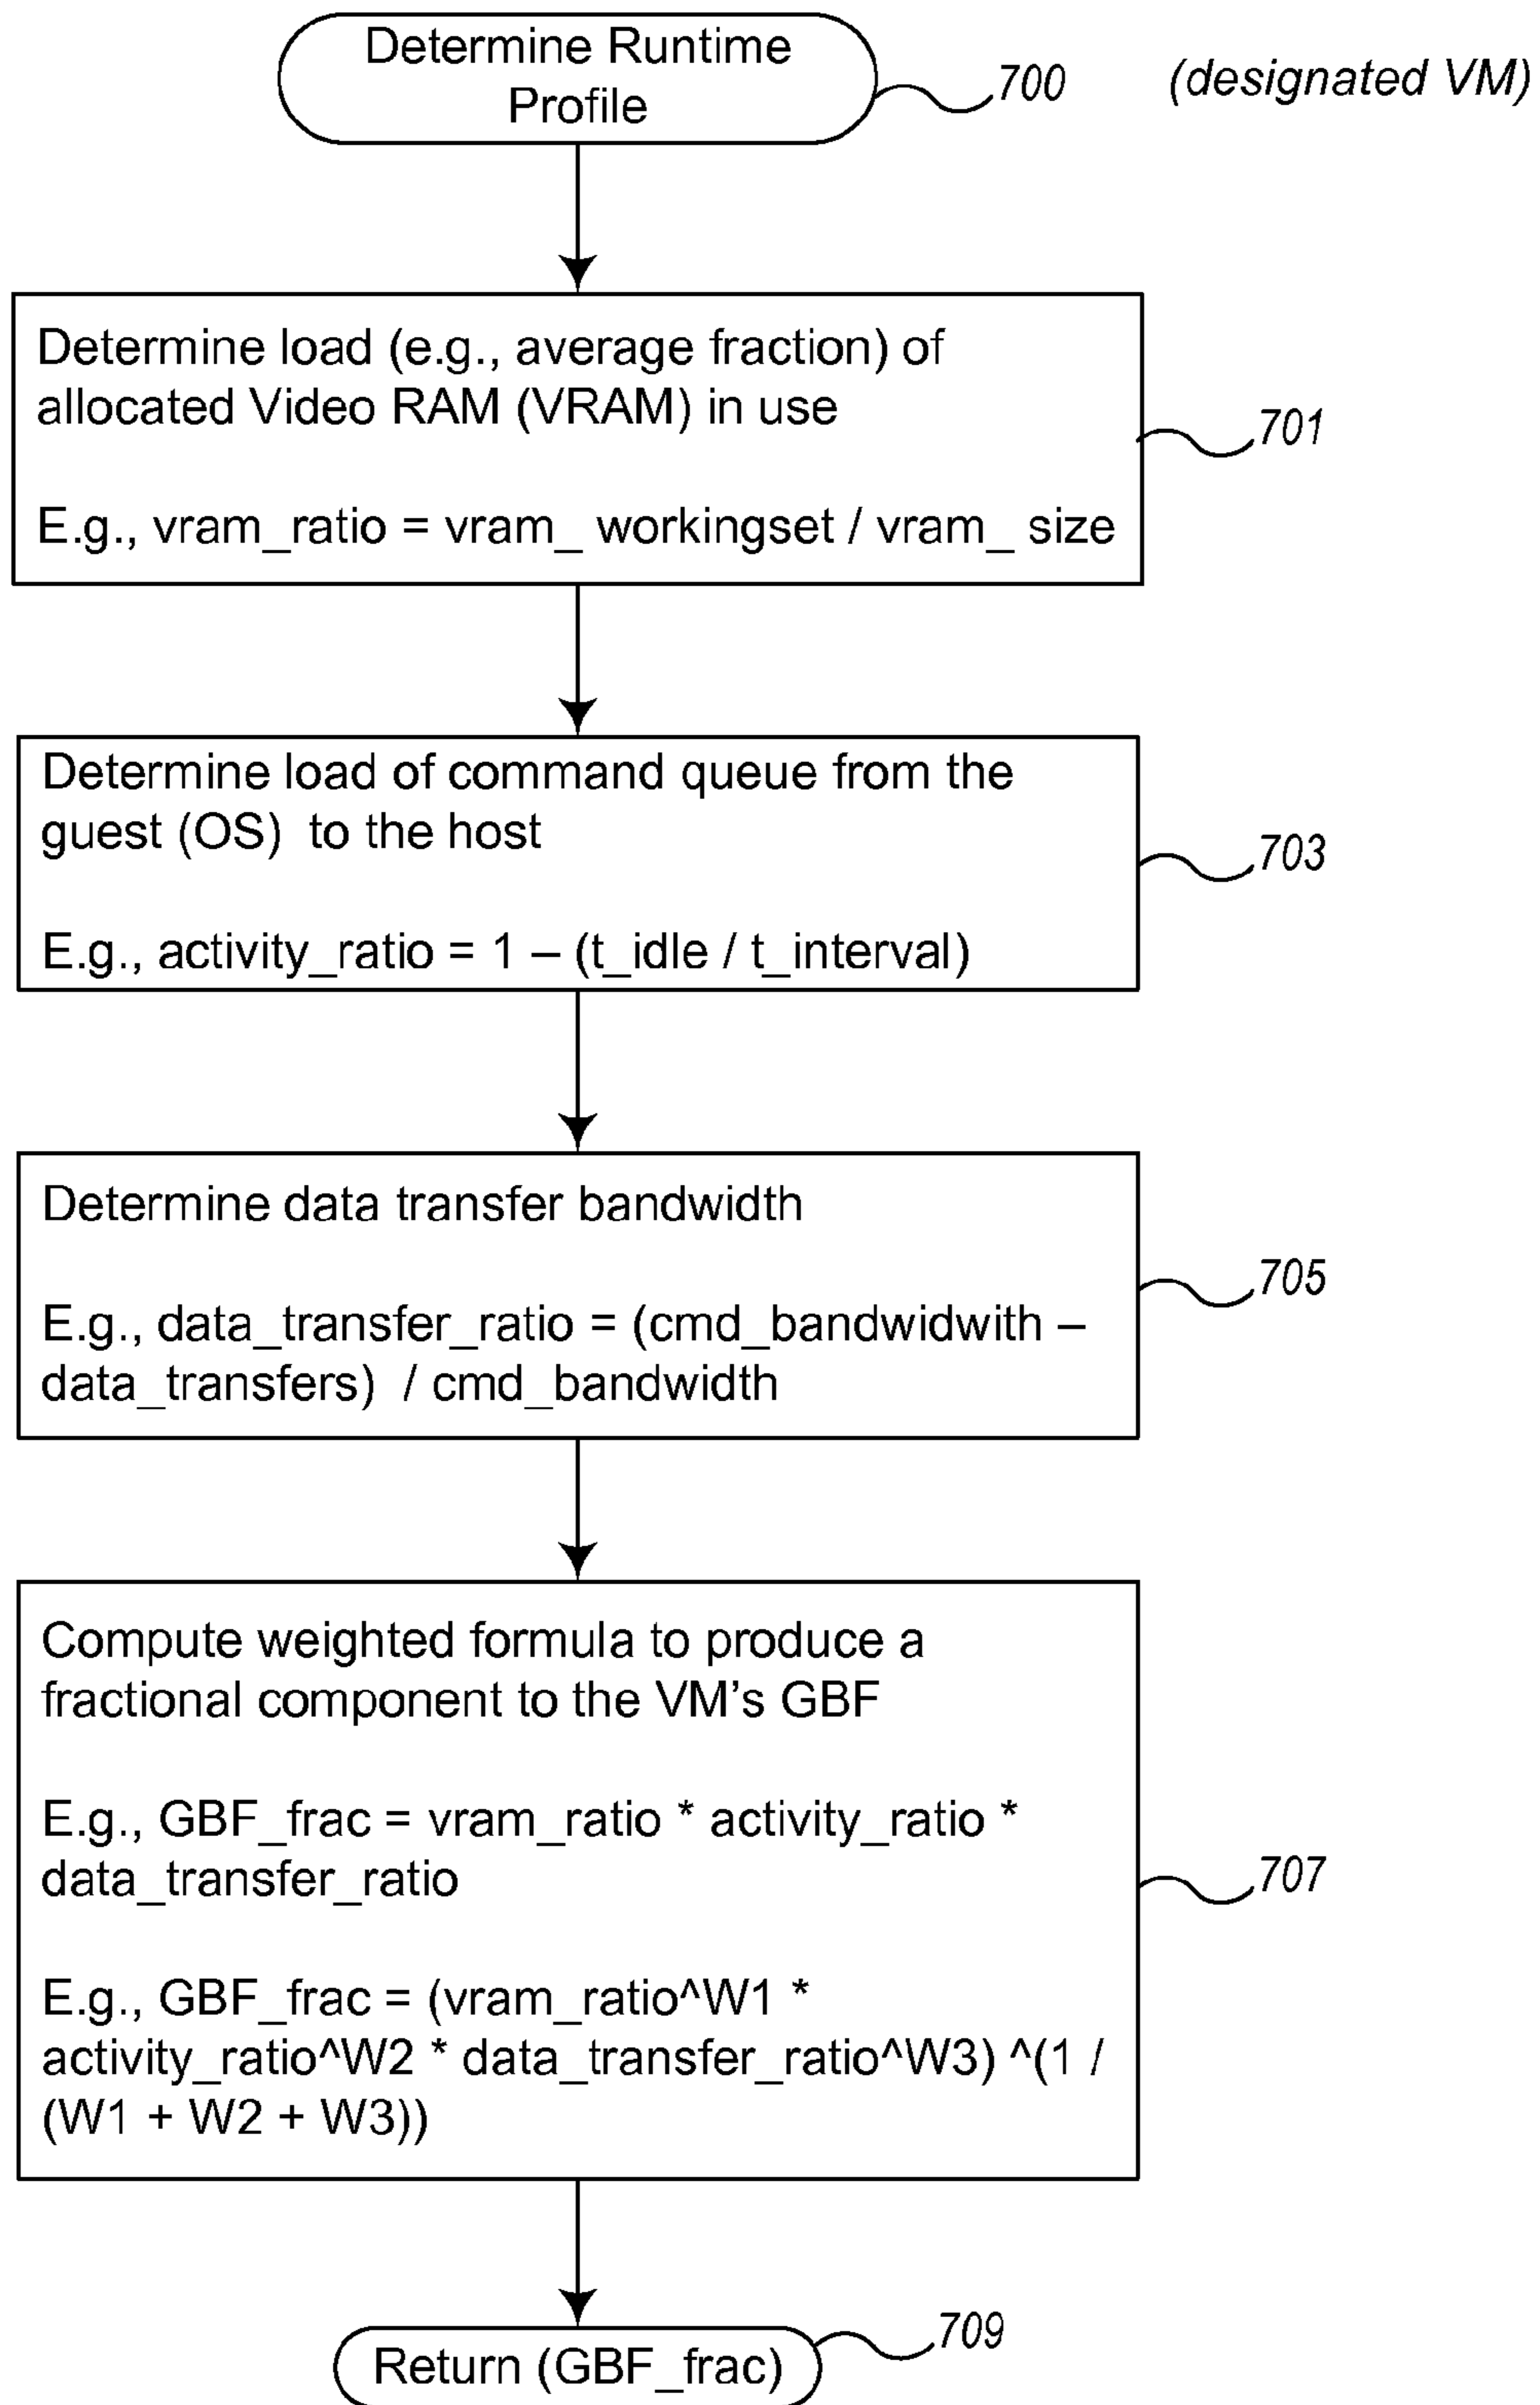 Determine Runtime
Profile
700
(designated VM)
Determine load (e.g., average fraction) of
allocated Video RAM (VRAM) in use
E.g., vram_ratio = vram_ workingset / vram_ size
701
Determine load of command queue from the
guest (OS)  to the host
E.g., activity_ratio = 1 – (t_idle / t_interval)
703
Determine data transfer bandwidth
E.g., data_transfer_ratio = (cmd_bandwidwith –
data_transfers)  / cmd_bandwidth
705
Compute weighted formula to produce a
fractional component to the VM’s GBF
E.g., GBF_frac = vram_ratio * activity_ratio *
data_transfer_ratio
E.g., GBF_frac = (vram_ratio^W1 *
activity_ratio^W2 * data_transfer_ratio^W3) ^(1 /
(W1 + W2 + W3))
707
Return (GBF_frac)
709